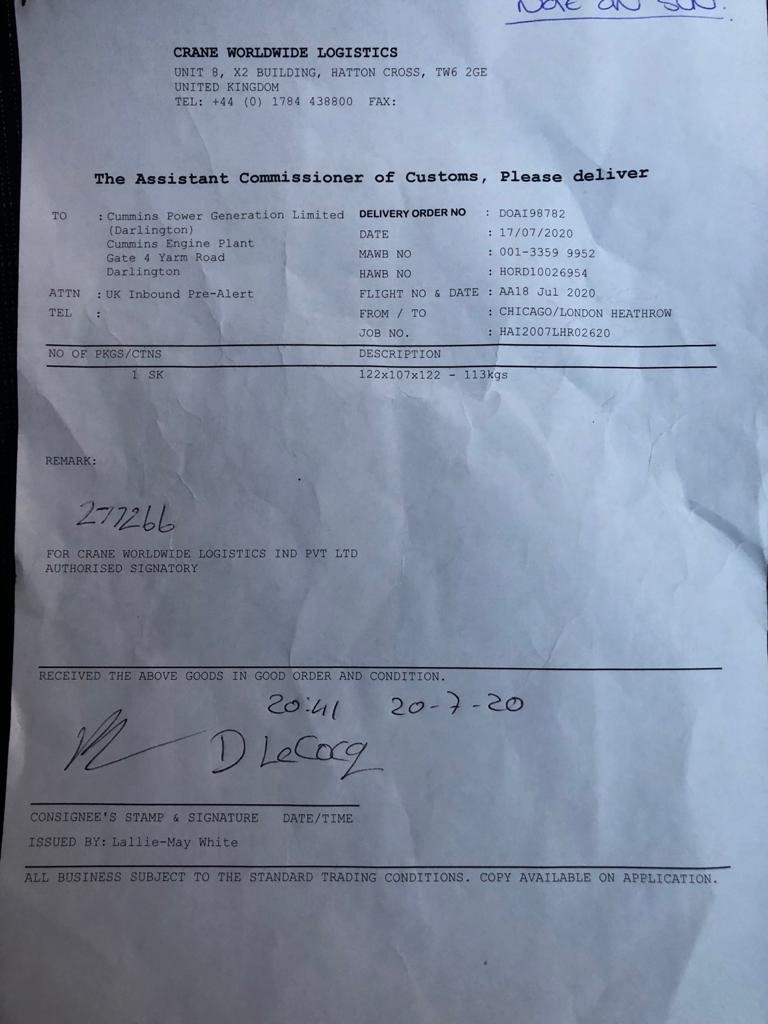 NOTE ON SUN.
CRANE WORLDWIDE LOGISTICS
UNIT 8, X2 BUILDING, HATTON CROSS, TW6 2GE
UNITED KINGDOM
TEL: +44 (0) 1784 438800 FAX:
The Assistant Commissioner of Customs, Please deliver
TO : Cummins Power Generation Limited
(Darlington)
Cummins Engine Plant
Gate 4 Yarm Road
Darlington
ATTN : UK Inbound Pre-Alert
TEL :
DELIVERY ORDER NO : DOAI98782
DATE : 17/07/2020
MAWB NO : 001-3359 9952
HAWB NO : HORD10026954
FLIGHT NO & DATE : AA18 Jul 2020
FROM / TO : CHICAGO/LONDON HEATHROW
JOB NO. : HAI2007LHR02620
NO OF PKGS/CTNS DESCRIPTION
1 SK 122x107x122 - 113kgs
REMARK:
277266
FOR CRANE WORLDWIDE LOGISTICS IND PVT LTD
AUTHORISED SIGNATORY
RECEIVED THE ABOVE GOODS IN GOOD ORDER AND CONDITION.
20:41 20-7-20
D LeCocq
CONSIGNEE'S STAMP & SIGNATURE DATE/TIME
ISSUED BY: Lallie-May White
ALL BUSINESS SUBJECT TO THE STANDARD TRADING CONDITIONS. COPY AVAILABLE ON APPLICATION.